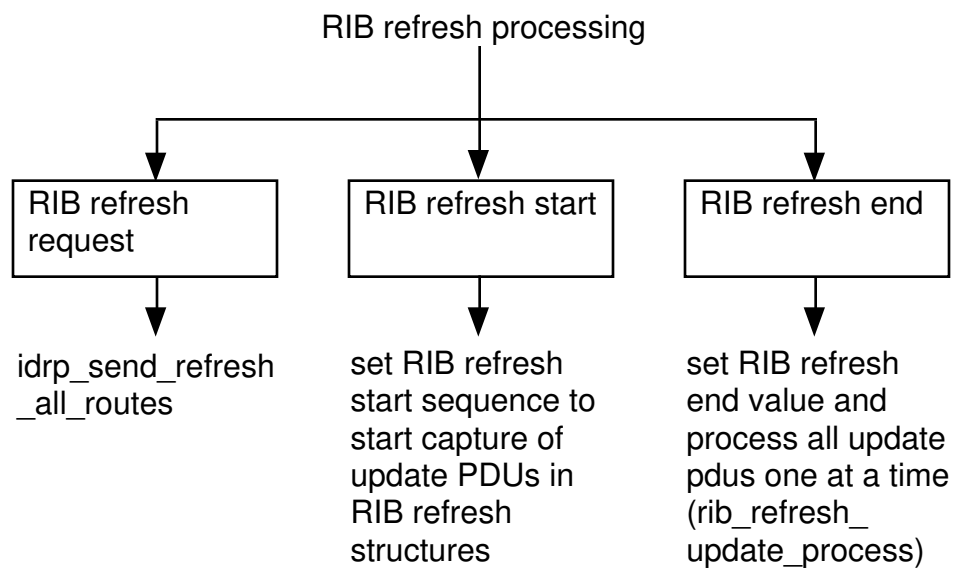 RIB refresh processing
RIB refresh
request
RIB refresh start
RIB refresh end
idrp_send_refresh
_all_routes
set RIB refresh
start sequence to
start capture of
update PDUs in
RIB refresh
structures
set RIB refresh
end value and
process all update
pdus one at a time
(rib_refresh_
update_process)